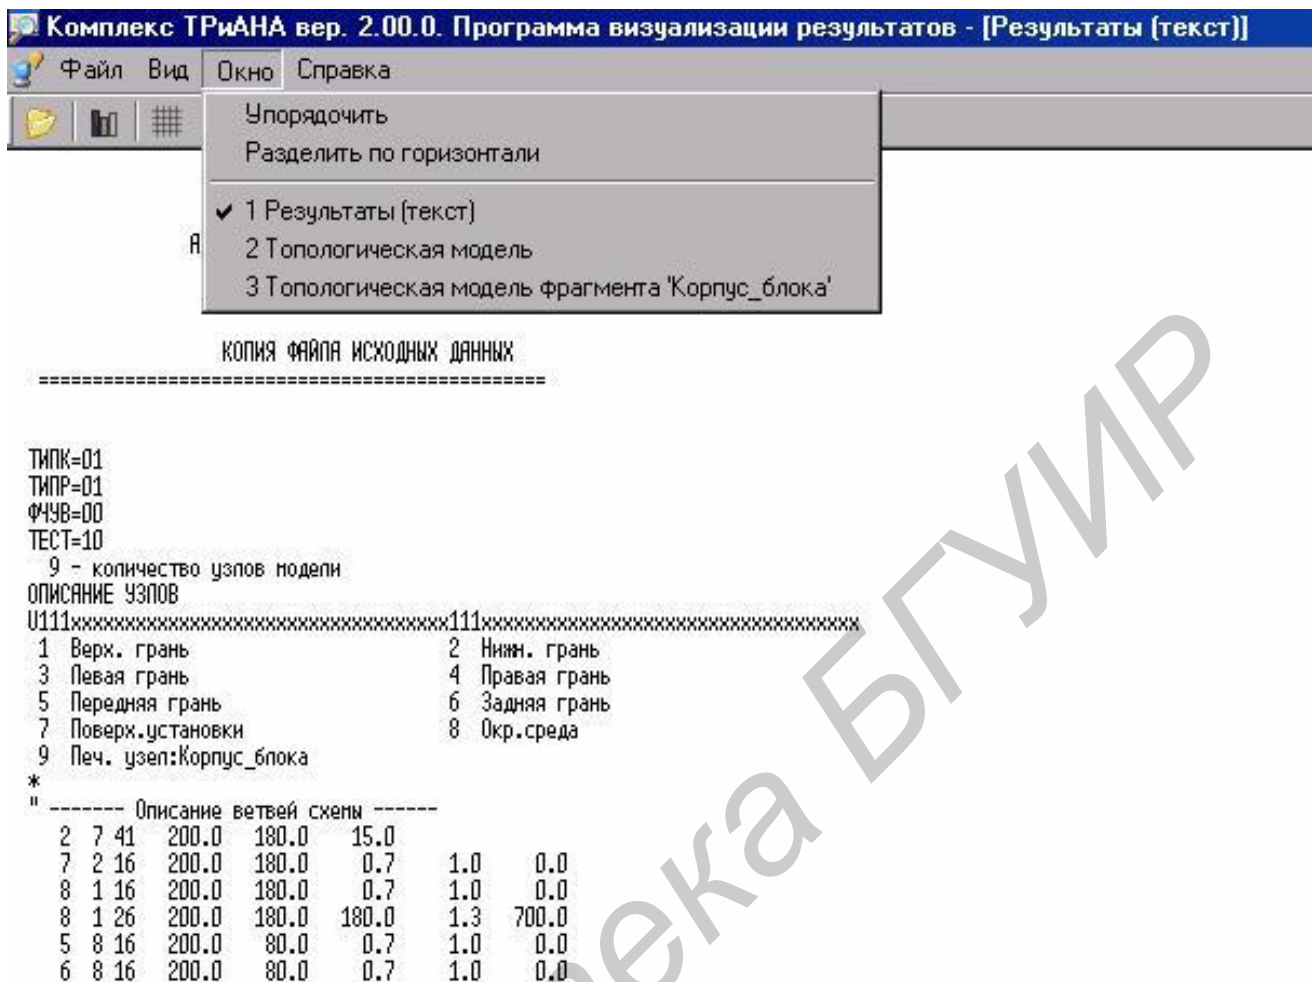 Комплекс ТРиАНА вер. 2.00.0. Программа визуализации результатов - [Результаты (текст)]
Файл Вид Окно Справка
Упорядочить
Разделить по горизонтали
✔ 1 Результаты (текст)
А
2 Топологическая модель
3 Топологическая модель фрагмента 'Корпус_блока'
КОПИЯ ФАЙЛА ИСХОДНЫХ ДАННЫХ
===============================================
ТИПК=01
ТИПР=01
ФЧУВ=00
ТЕСТ=10
9 - количество узлов модели
ОПИСАНИЕ УЗЛОВ
U111xxxxxxxxxxxxxxxxxxxxxxxxxxxxxxxxxxx111xxxxxxxxxxxxxxxxxxxxxxxxxxxxxxxxxxx
1 Верх. грань 2 Нижн. грань
3 Левая грань 4 Правая грань
5 Передняя грань 6 Задняя грань
7 Поверх.установки 8 Окр.среда
9 Печ. узел:Корпус_блока
*
" ------- Описание ветвей схемы ------
2 7 41 200.0 180.0 15.0
7 2 16 200.0 180.0 0.7 1.0 0.0
8 1 16 200.0 180.0 0.7 1.0 0.0
8 1 26 200.0 180.0 180.0 1.3 700.0
5 8 16 200.0 80.0 0.7 1.0 0.0
6 8 16 200.0 80.0 0.7 1.0 0.0
ека БГУИР